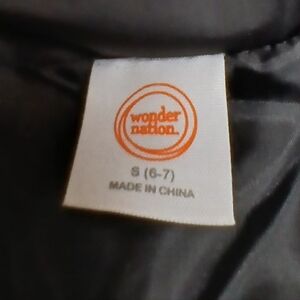 wonder
nation.
S (6-7)
MADE IN CHINA